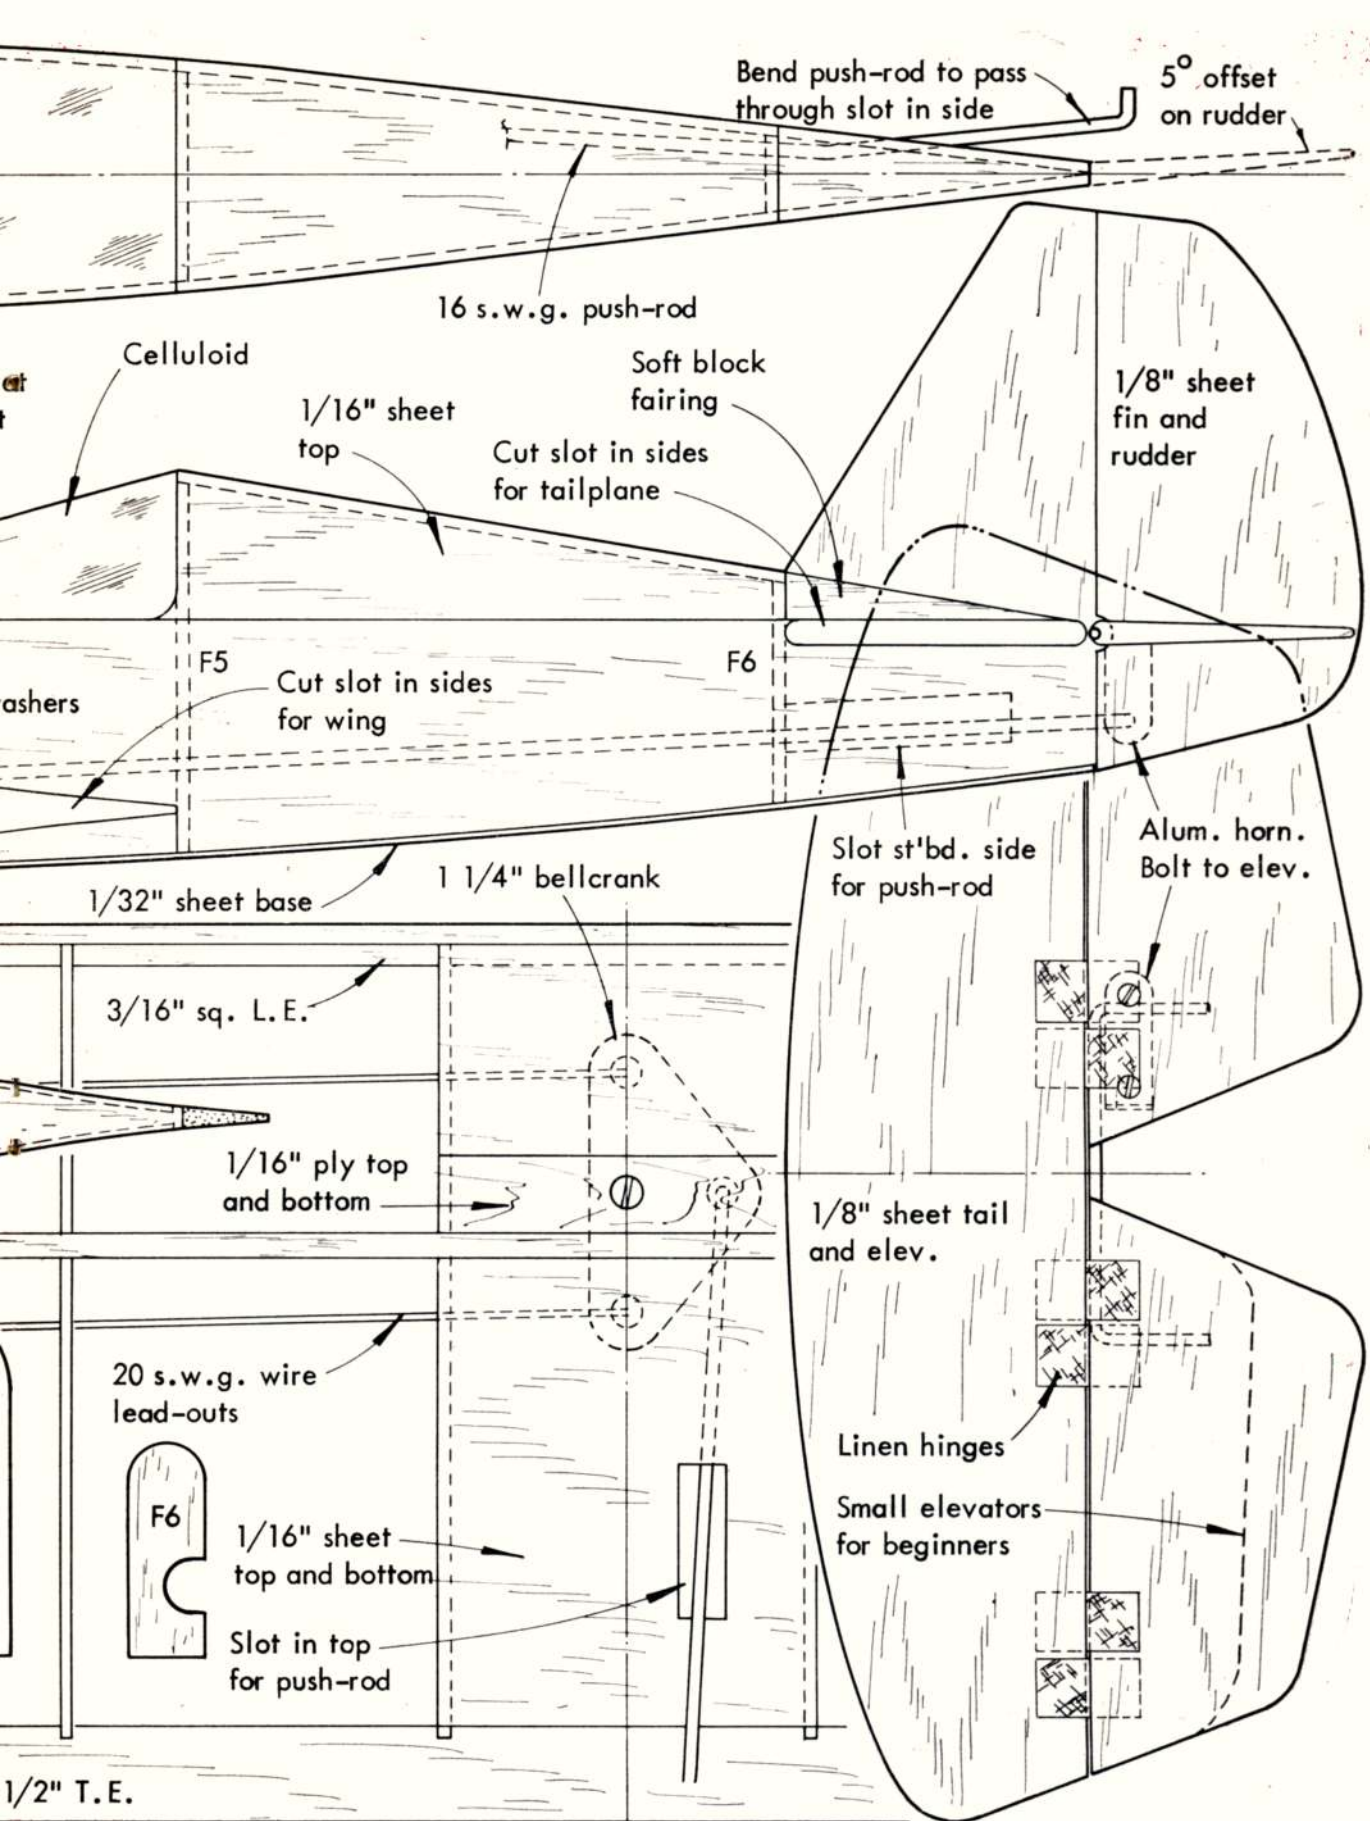 Bend push-rod to pass
through slot in side
5° offset
on rudder
16 s.w.g. push-rod
Celluloid
at
t
1/16" sheet
top
Soft block
fairing
Cut slot in sides
for tailplane
1/8" sheet
fin and
rudder
F5
F6
ashers
Cut slot in sides
for wing
Slot st'bd. side
for push-rod
Alum. horn.
Bolt to elev.
1/32" sheet base
1 1/4" bellcrank
3/16" sq. L.E.
1/16" ply top
and bottom
1/8" sheet tail
and elev.
20 s.w.g. wire
lead-outs
Linen hinges
Small elevators
for beginners
F6
1/16" sheet
top and bottom
Slot in top
for push-rod
1/2" T.E.